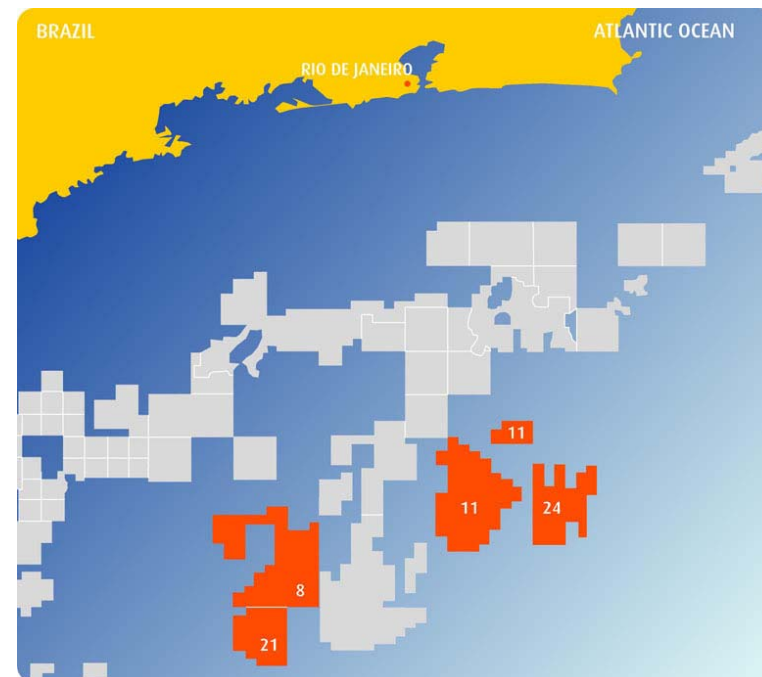 BRAZIL
ATLANTIC OCEAN
RIO DE JANEIRO
11
11
24
8
21